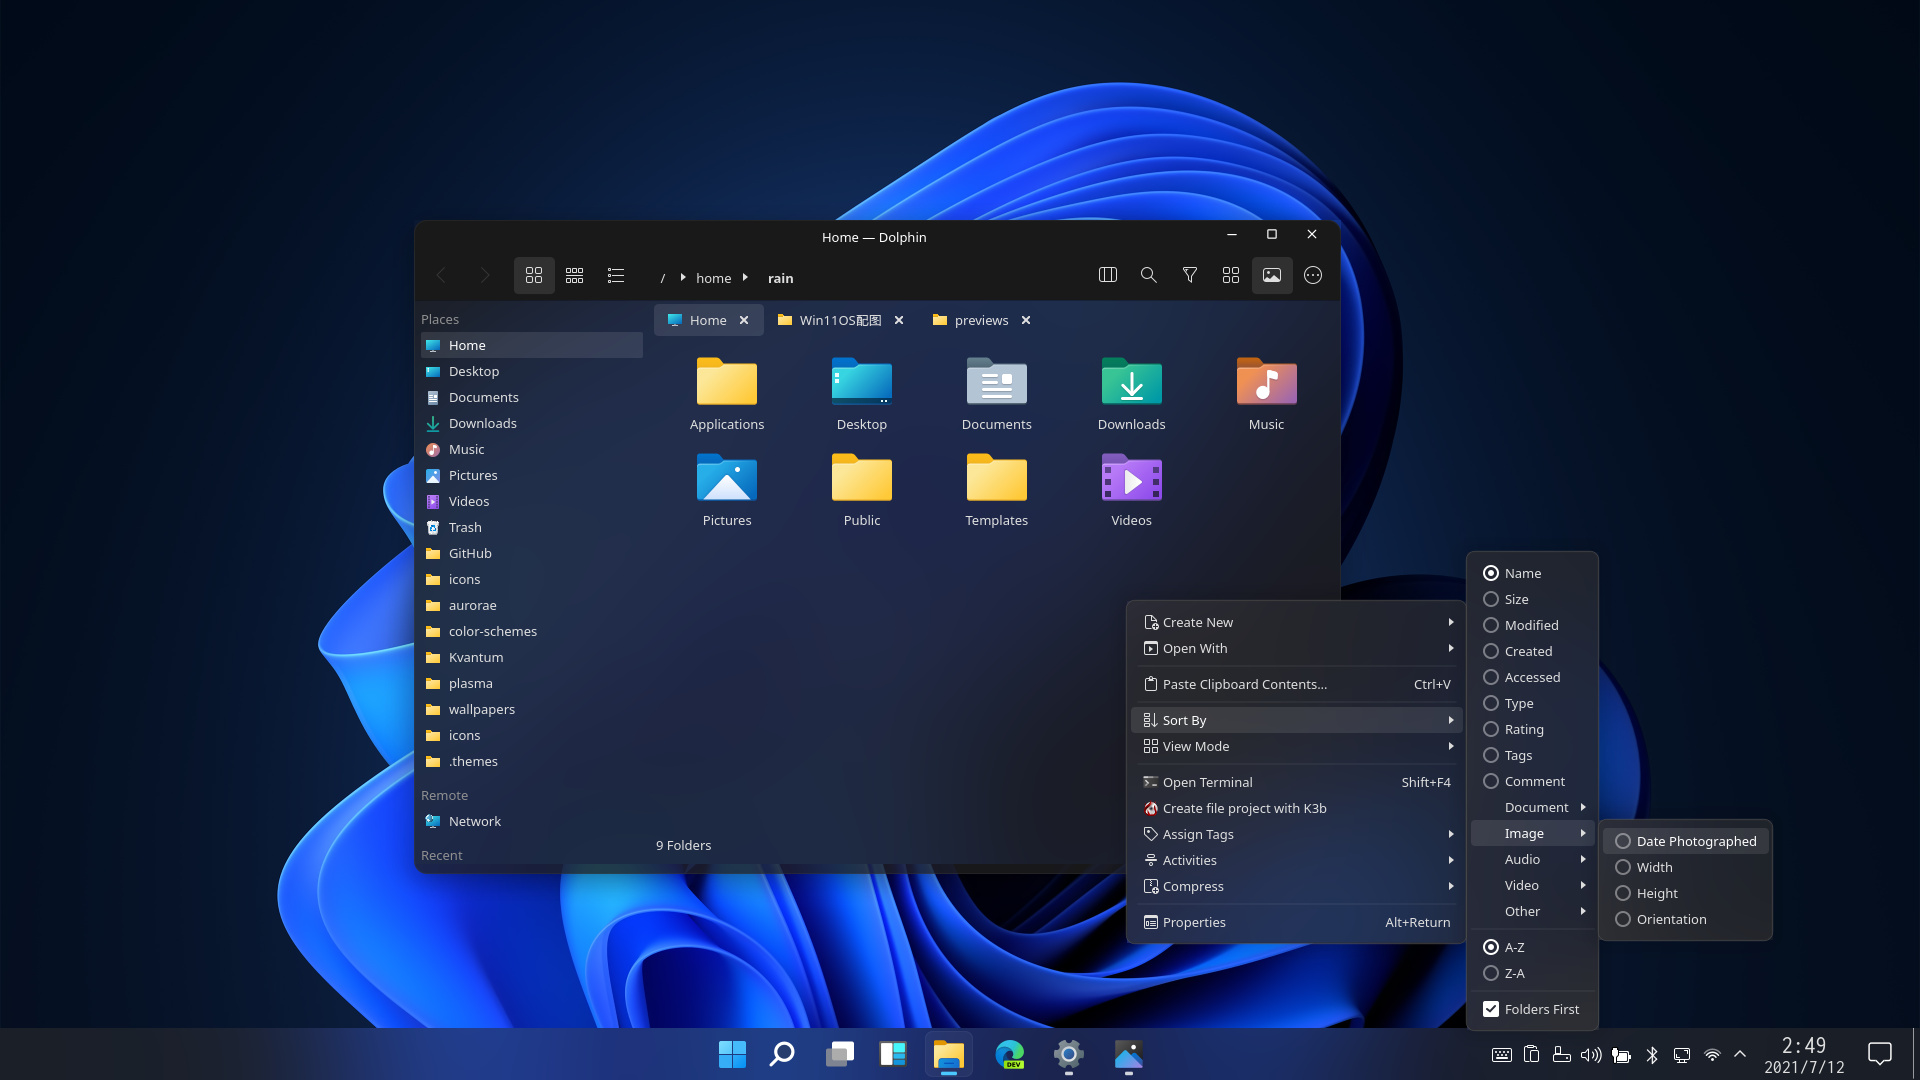 Home — Dolphin
/ home rain
Places
Home
Desktop
Documents
Downloads
Music
Pictures
Videos
Trash
GitHub
icons
aurorae
color-schemes
Kvantum
plasma
wallpapers
icons
.themes
Remote
Network
Recent
Home Win11OS配图 previews
Applications Desktop Documents Downloads Music
Pictures Public Templates Videos
9 Folders
Create New
Open With
Paste Clipboard Contents... Ctrl+V
Sort By
View Mode
Open Terminal Shift+F4
Create file project with K3b
Assign Tags
Activities
Compress
Properties Alt+Return
Name
Size
Modified
Created
Accessed
Type
Rating
Tags
Comment
Document
Image
Audio
Video
Other
A-Z
Z-A
Folders First
Date Photographed
Width
Height
Orientation
DEV
2:49
2021/7/12